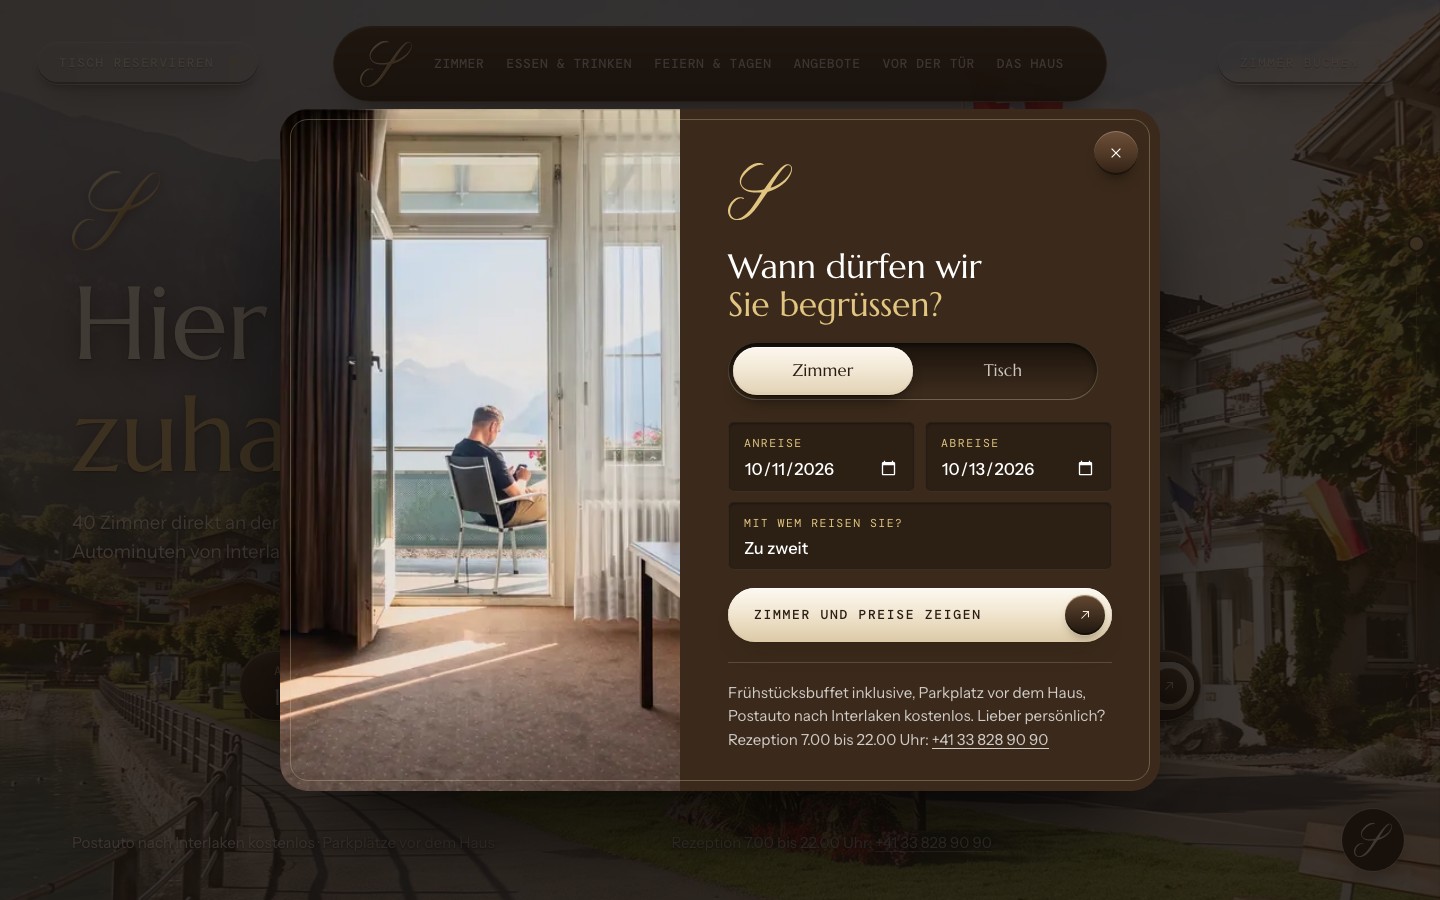 TISCH RESERVIEREN
ZIMMER
ESSEN & TRINKEN
FEIERN & TAGEN
ANGEBOTE
VOR DER TÜR
DAS HAUS
Hier
zuha
40 Zimmer direkt an der
Autominuten von Interla
Wann dürfen wir
Sie begrüssen?
Zimmer
Tisch
ANREISE
10/11/2026
ABREISE
10/13/2026
MIT WEM REISEN SIE?
Zu zweit
ZIMMER UND PREISE ZEIGEN
Frühstücksbuffet inklusive, Parkplatz vor dem Haus,
Postauto nach Interlaken kostenlos. Lieber persönlich?
Rezeption 7.00 bis 22.00 Uhr: +41 33 828 90 90
Postauto nach Interlaken kostenlos · Parkplätze vor dem Haus
Rezeption 7.00 bis 22.00 Uhr: +41 33 828 90 90